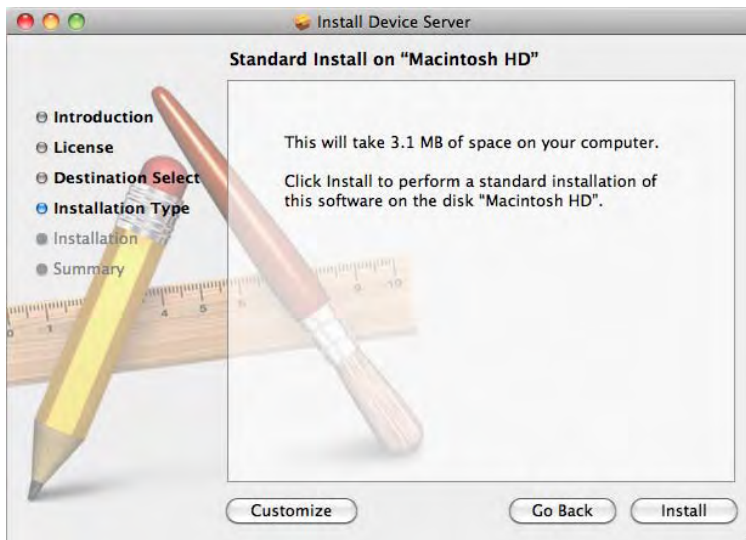 Install Device Server
Standard Install on “Macintosh HD”
Introduction
License
Destination Select
Installation Type
Installation
Summary
This will take 3.1 MB of space on your computer.
Click Install to perform a standard installation of
this software on the disk "Macintosh HD".
Customize
Go Back
Install